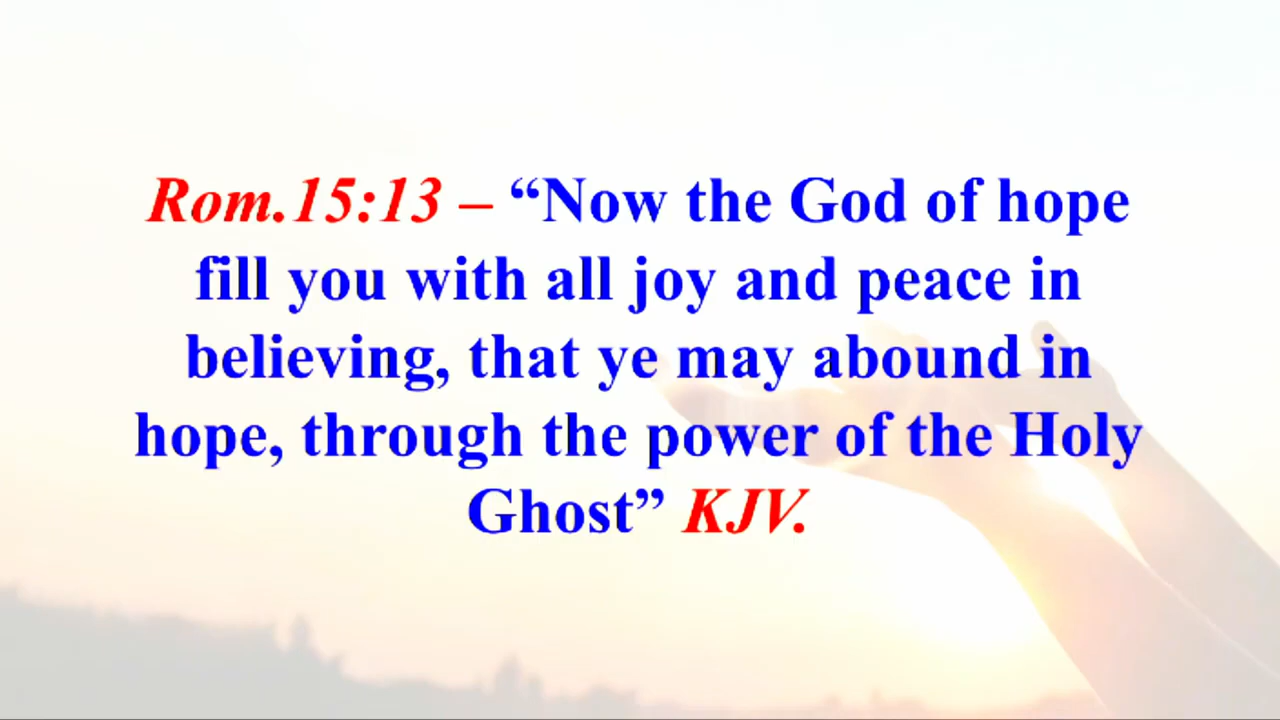 Rom.15:13 – “Now the God of hope
fill you with all joy and peace in
believing, that ye may abound in
hope, through the power of the Holy
Ghost” KJV.